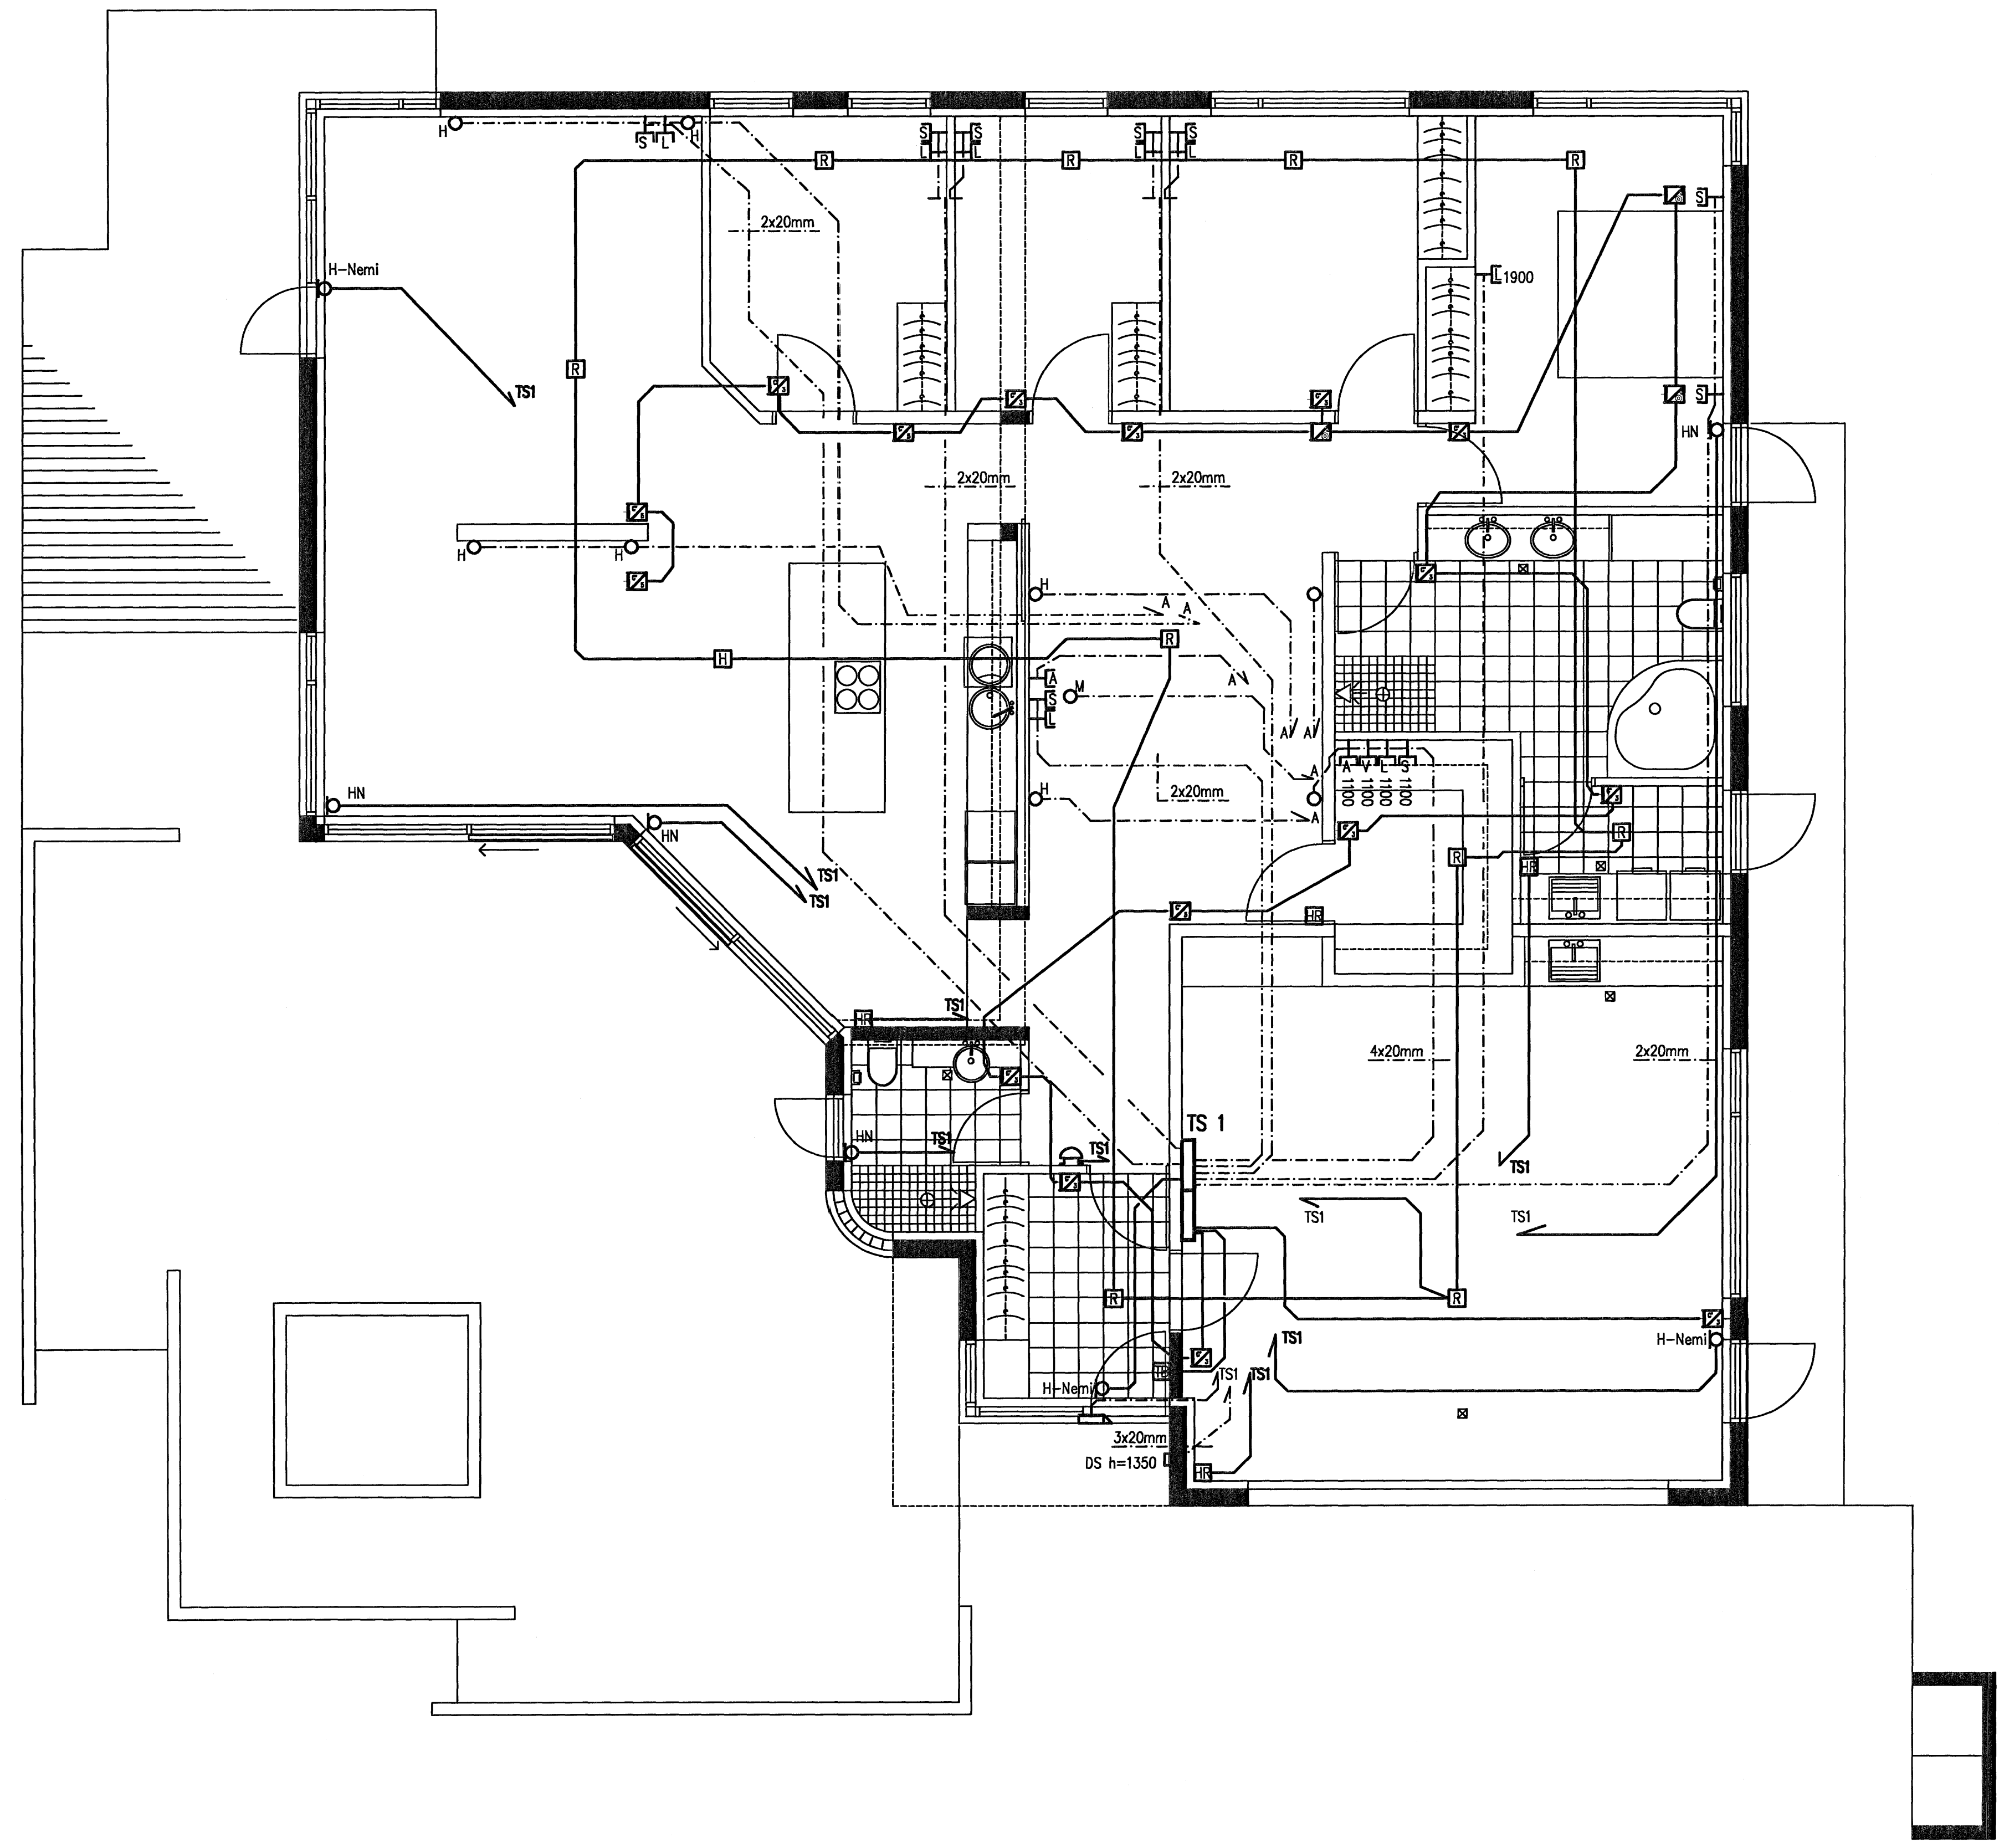 H
S L
H
S
L
S
L
S
L
S
L
R
R
R
R
S
2x20mm
H-Nemi
L 1900
TS1
R
S
HN
2x20mm
2x20mm
H
H
H
A
A
R
H
A
S
L
M
A
A
A
A
A V L S
1100 1100 1100 1100
2x20mm
HN
H
A
HN
TS1
TS1
R
R
HR
HR
HR
TS1
4x20mm
2x20mm
TS 1
HN
TS1
TS1
TS1
TS1
TS1
R
R
H-Nemi
TS1
TS1
TS1
H-Nemi
3x20mm
DS h=1350
HR